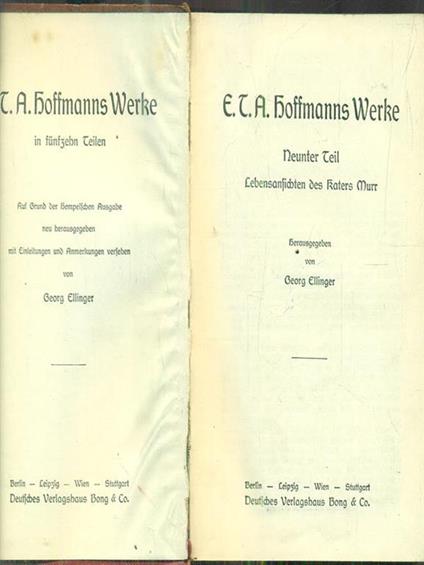 T. A. Hoffmanns Werke
in fünfzehn Teilen
Auf Grund der Hempelschen Ausgabe
neu herausgegeben
mit Einleitungen und Anmerkungen versehen
von
Georg Ellinger
Berlin — Leipzig — Wien — Stuttgart
Deutsches Verlagshaus Bong & Co.
E. T. A. Hoffmanns Werke
Neunter Teil
Lebensansichten des Katers Murr
Herausgegeben
von
Georg Ellinger
Berlin — Leipzig — Wien — Stuttgart
Deutsches Verlagshaus Bong & Co.